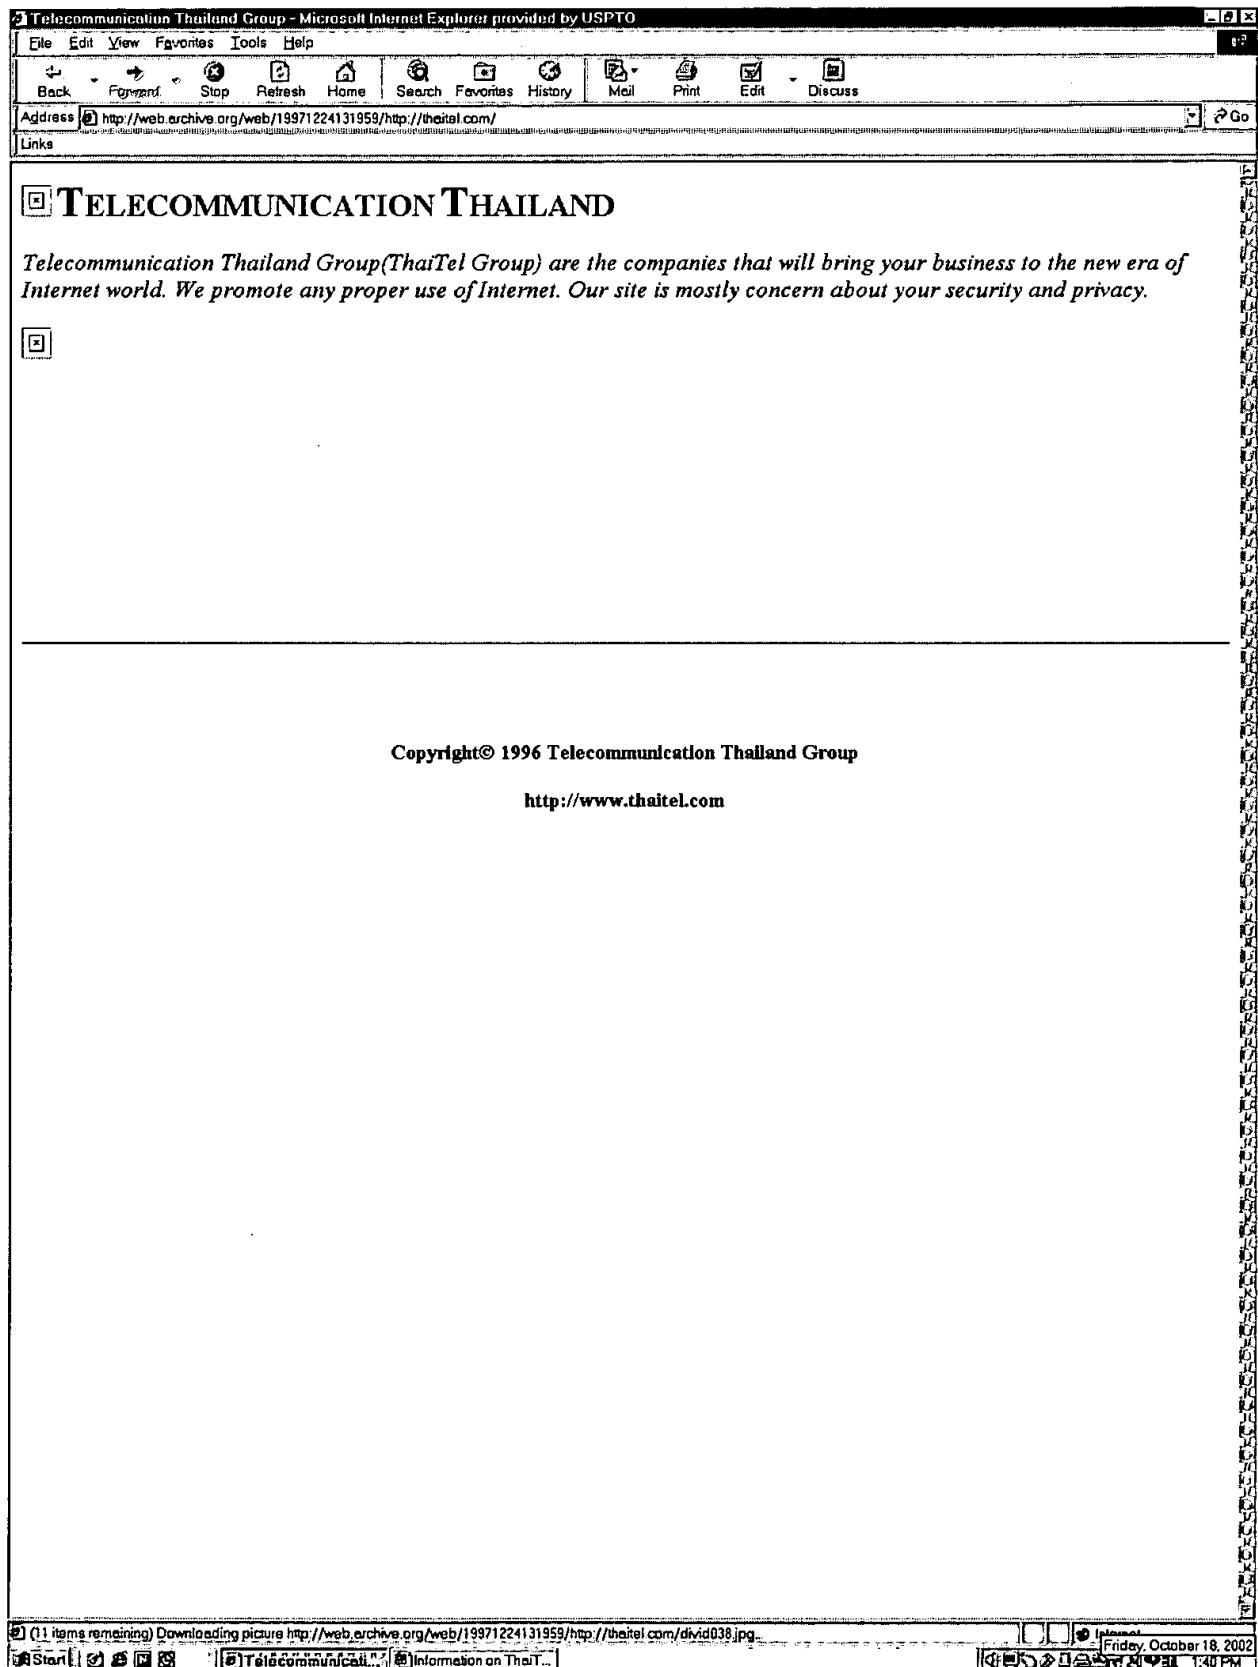 Telecommunication Thailand Group - Microsoft Internet Explorer provided by USPTO
File Edit View Favorites Tools Help
Back Forward Stop Refresh Home Search Favorites History Mail Print Edit Discuss
Address http://web.archive.org/web/19971224131959/http://thaitel.com/ Go
Links
TELECOMMUNICATION THAILAND
Telecommunication Thailand Group(ThaiTel Group) are the companies that will bring your business to the new era of
Internet world. We promote any proper use of Internet. Our site is mostly concern about your security and privacy.
Copyright© 1996 Telecommunication Thailand Group
http://www.thaitel.com
(11 items remaining) Downloading picture http://web.archive.org/web/19971224131959/http://thaitel.com/divid038.jpg... Internet
Friday, October 18, 2002
Start Telecommunicati... Information on ThaiT... 1:40 PM